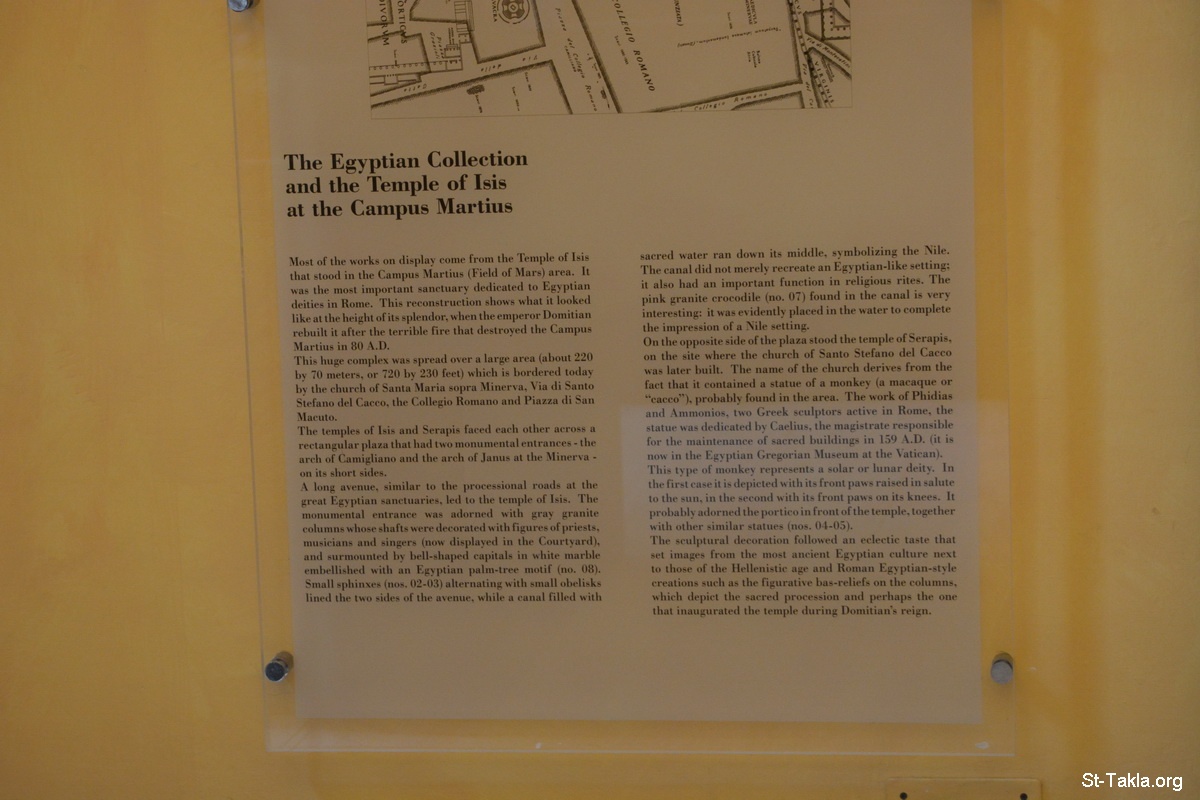 COLLEGIO ROMANO
Collegio Romano
The Egyptian Collection
and the Temple of Isis
at the Campus Martius
Most of the works on display come from the Temple of Isis
that stood in the Campus Martius (Field of Mars) area. It
was the most important sanctuary dedicated to Egyptian
deities in Rome. This reconstruction shows what it looked
like at the height of its splendor, when the emperor Domitian
rebuilt it after the terrible fire that destroyed the Campus
Martius in 80 A.D.
This huge complex was spread over a large area (about 220
by 70 meters, or 720 by 230 feet) which is bordered today
by the church of Santa Maria sopra Minerva, Via di Santo
Stefano del Cacco, the Collegio Romano and Piazza di San
Macuto.
The temples of Isis and Serapis faced each other across a
rectangular plaza that had two monumental entrances - the
arch of Camigliano and the arch of Janus at the Minerva -
on its short sides.
A long avenue, similar to the processional roads at the
great Egyptian sanctuaries, led to the temple of Isis. The
monumental entrance was adorned with gray granite
columns whose shafts were decorated with figures of priests,
musicians and singers (now displayed in the Courtyard),
and surmounted by bell-shaped capitals in white marble
embellished with an Egyptian palm-tree motif (no. 08).
Small sphinxes (nos. 02-03) alternating with small obelisks
lined the two sides of the avenue, while a canal filled with
sacred water ran down its middle, symbolizing the Nile.
The canal did not merely recreate an Egyptian-like setting;
it also had an important function in religious rites. The
pink granite crocodile (no. 07) found in the canal is very
interesting: it was evidently placed in the water to complete
the impression of a Nile setting.
On the opposite side of the plaza stood the temple of Serapis,
on the site where the church of Santo Stefano del Cacco
was later built. The name of the church derives from the
fact that it contained a statue of a monkey (a macaque or
“cacco”), probably found in the area. The work of Phidias
and Ammonios, two Greek sculptors active in Rome, the
statue was dedicated by Caelius, the magistrate responsible
for the maintenance of sacred buildings in 159 A.D. (it is
now in the Egyptian Gregorian Museum at the Vatican).
This type of monkey represents a solar or lunar deity. In
the first case it is depicted with its front paws raised in salute
to the sun, in the second with its front paws on its knees. It
probably adorned the portico in front of the temple, together
with other similar statues (nos. 04-05).
The sculptural decoration followed an eclectic taste that
set images from the most ancient Egyptian culture next
to those of the Hellenistic age and Roman Egyptian-style
creations such as the figurative bas-reliefs on the columns,
which depict the sacred procession and perhaps the one
that inaugurated the temple during Domitian's reign.
St-Takla.org